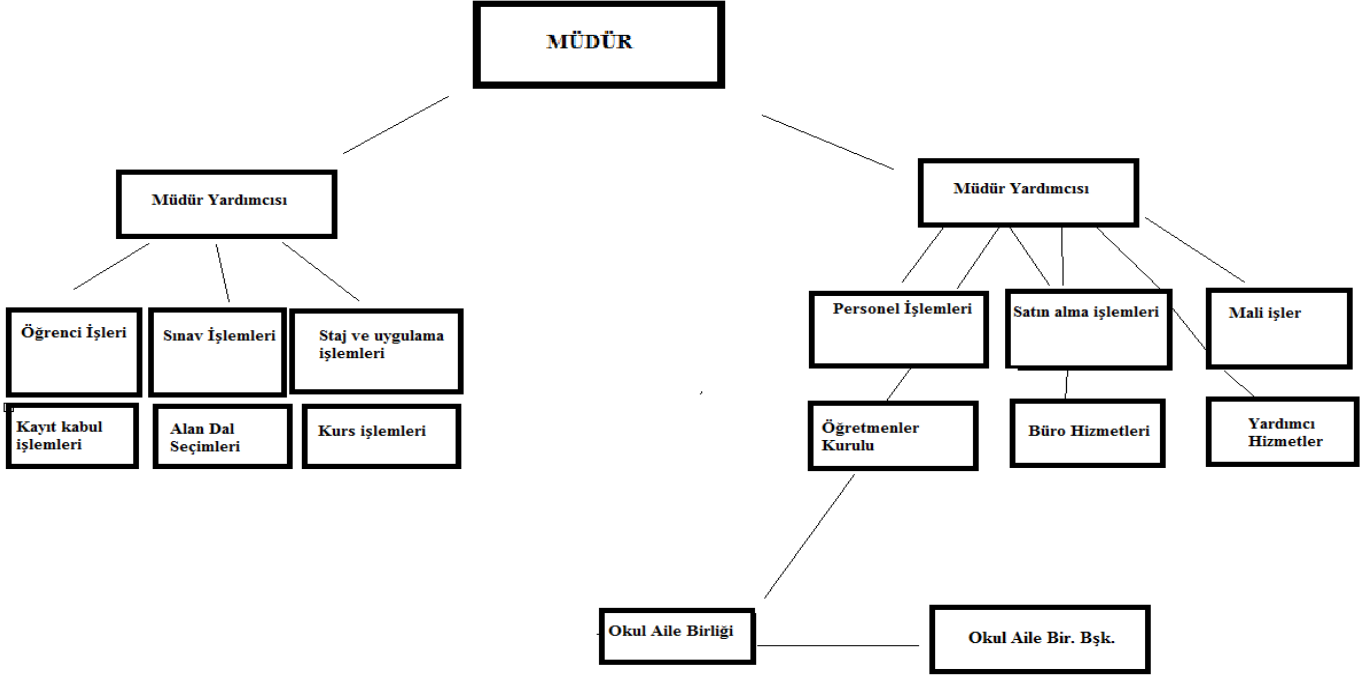 MÜDÜR
Müdür Yardımcısı
Müdür Yardımcısı
Öğrenci İşleri
Sınav İşlemleri
Staj ve uygulama
işlemleri
Personel İşlemleri
Satın alma işlemleri
Mali işler
Kayıt kabul
işlemleri
Alan Dal
Seçimleri
Kurs işlemleri
Öğretmenler
Kurulu
Büro Hizmetleri
Yardımcı
Hizmetler
Okul Aile Birliği
Okul Aile Bir. Bşk.